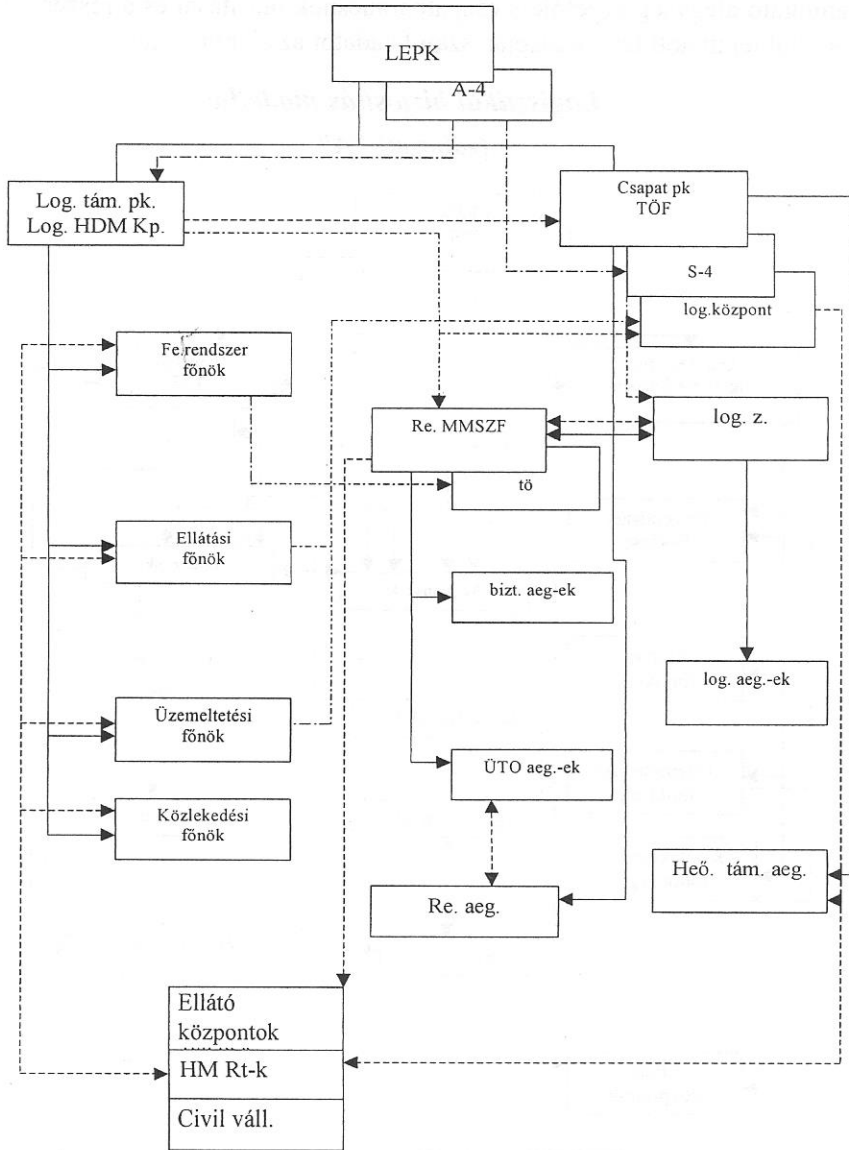 LEPK
A-4
Log. tám. pk.
Log. HDM Kp.
Csapat pk
TÖF
S-4
log.központ
Fe.rendszer
főnök
Re. MMSZF
log. z.
tö
Ellátási
főnök
bizt. aeg-ek
log. aeg.-ek
Üzemeltetési
főnök
ÜTO aeg.-ek
Közlekedési
főnök
Heő. tám. aeg.
Re. aeg.
Ellátó
központok
HM Rt-k
Civil váll.